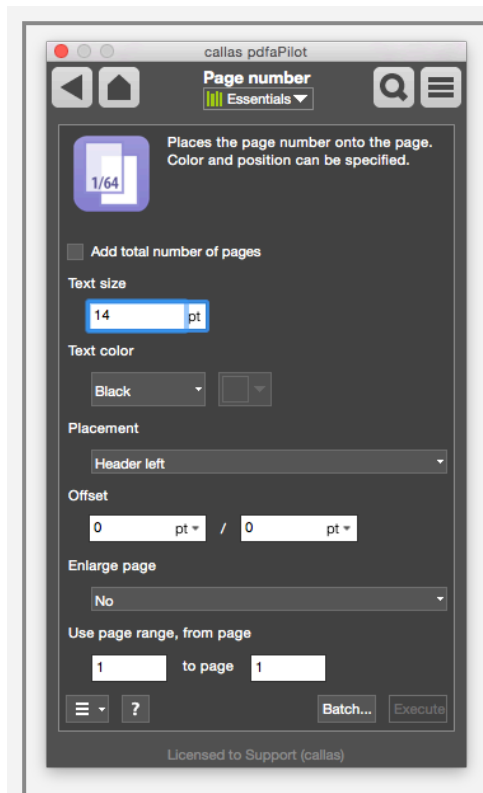 callas pdfaPilot
Page number
Essentials
Places the page number onto the page.
Color and position can be specified.
1/64
Add total number of pages
Text size
14 pt
Text color
Black
Placement
Header left
Offset
0 pt / 0 pt
Enlarge page
No
Use page range, from page
1 to page 1
? Batch... Execute
Licensed to Support (callas)